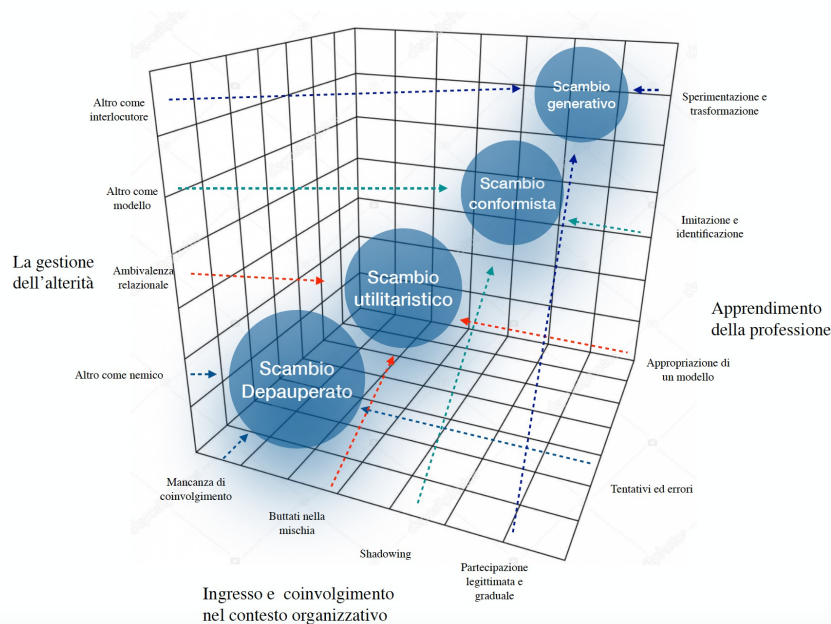 Altro come
interlocutore
Scambio
generativo
Sperimentazione e
trasformazione
Altro come
modello
Scambio
conformista
Imitazione e
identificazione
La gestione
dell'alterità
Ambivalenza
relazionale
Scambio
utilitaristico
Apprendimento
della professione
Altro come nemico
Scambio
Depauperato
Appropriazione di
un modello
Mancanza di
coinvolgimento
Tentativi ed errori
Buttati nella
mischia
Shadowing
Partecipazione
legittimata e
graduale
Ingresso e coinvolgimento
nel contesto organizzativo